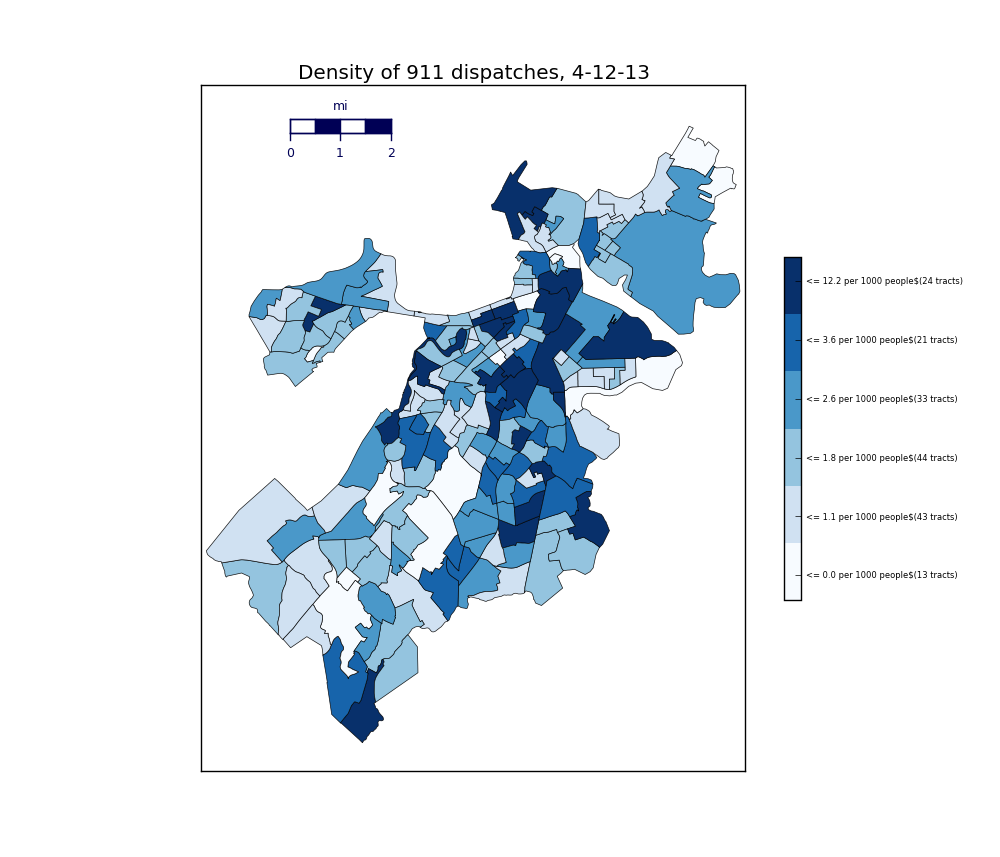 Density of 911 dispatches, 4-12-13
mi
0 1 2
<= 12.2 per 1000 people$(24 tracts)
<= 3.6 per 1000 people$(21 tracts)
<= 2.6 per 1000 people$(33 tracts)
<= 1.8 per 1000 people$(44 tracts)
<= 1.1 per 1000 people$(43 tracts)
<= 0.0 per 1000 people$(13 tracts)